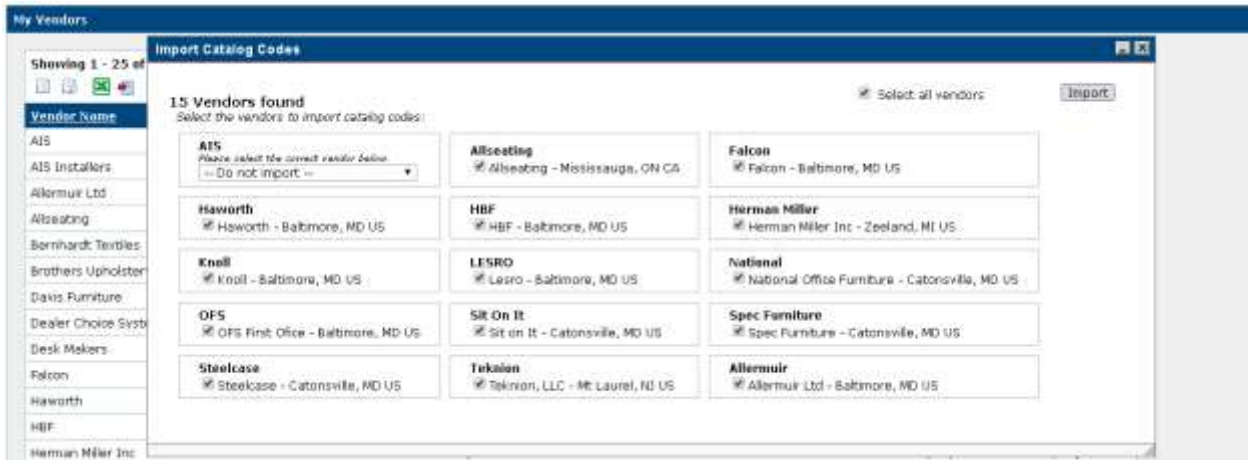 My Vendors
Import Catalog Codes
Showing 1 - 25 of
15 Vendors found
Select all vendors
Import
Select the vendors to import catalog codes:
Vendor Name
AIS
AIS Installers
Allermuir Ltd
Allseating
Bernhardt Textiles
Brothers Upholster
Davis Furniture
Dealer Choice Syst
Desk Makers
Falcon
Haworth
HBF
Herman Miller Inc
AIS
Please select the correct vendor below
-- Do not import --
Allseating
Allseating - Mississauga, ON CA
Falcon
Falcon - Baltimore, MD US
Haworth
Haworth - Baltimore, MD US
HBF
HBF - Baltimore, MD US
Herman Miller
Herman Miller Inc - Zeeland, MI US
Knoll
Knoll - Baltimore, MD US
LESRO
Lesro - Baltimore, MD US
National
National Office Furniture - Catonsville, MD US
OFS
OFS First Ofice - Baltimore, MD US
Sit On It
Sit on It - Catonsville, MD US
Spec Furniture
Spec Furniture - Catonsville, MD US
Steelcase
Steelcase - Catonsville, MD US
Teknion
Teknion, LLC - Mt Laurel, NJ US
Allermuir
Allermuir Ltd - Baltimore, MD US